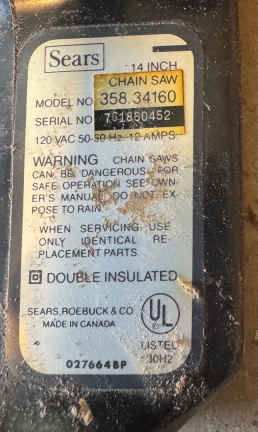 Sears
14 INCH
CHAIN SAW
MODEL NO. 358.34160
SERIAL NO 761860452
120 VAC 50-60 Hz 12 AMPS.
WARNING CHAIN SAWS
CAN BE DANGEROUS. FOR
SAFE OPERATION SEE OWN-
ER'S MANUAL. DO NOT EX-
POSE TO RAIN
WHEN SERVICING USE
ONLY IDENTICAL RE-
PLACEMENT PARTS.
DOUBLE INSULATED
SEARS, ROEBUCK & CO
MADE IN CANADA
UL
LISTED
30H2
027664BP